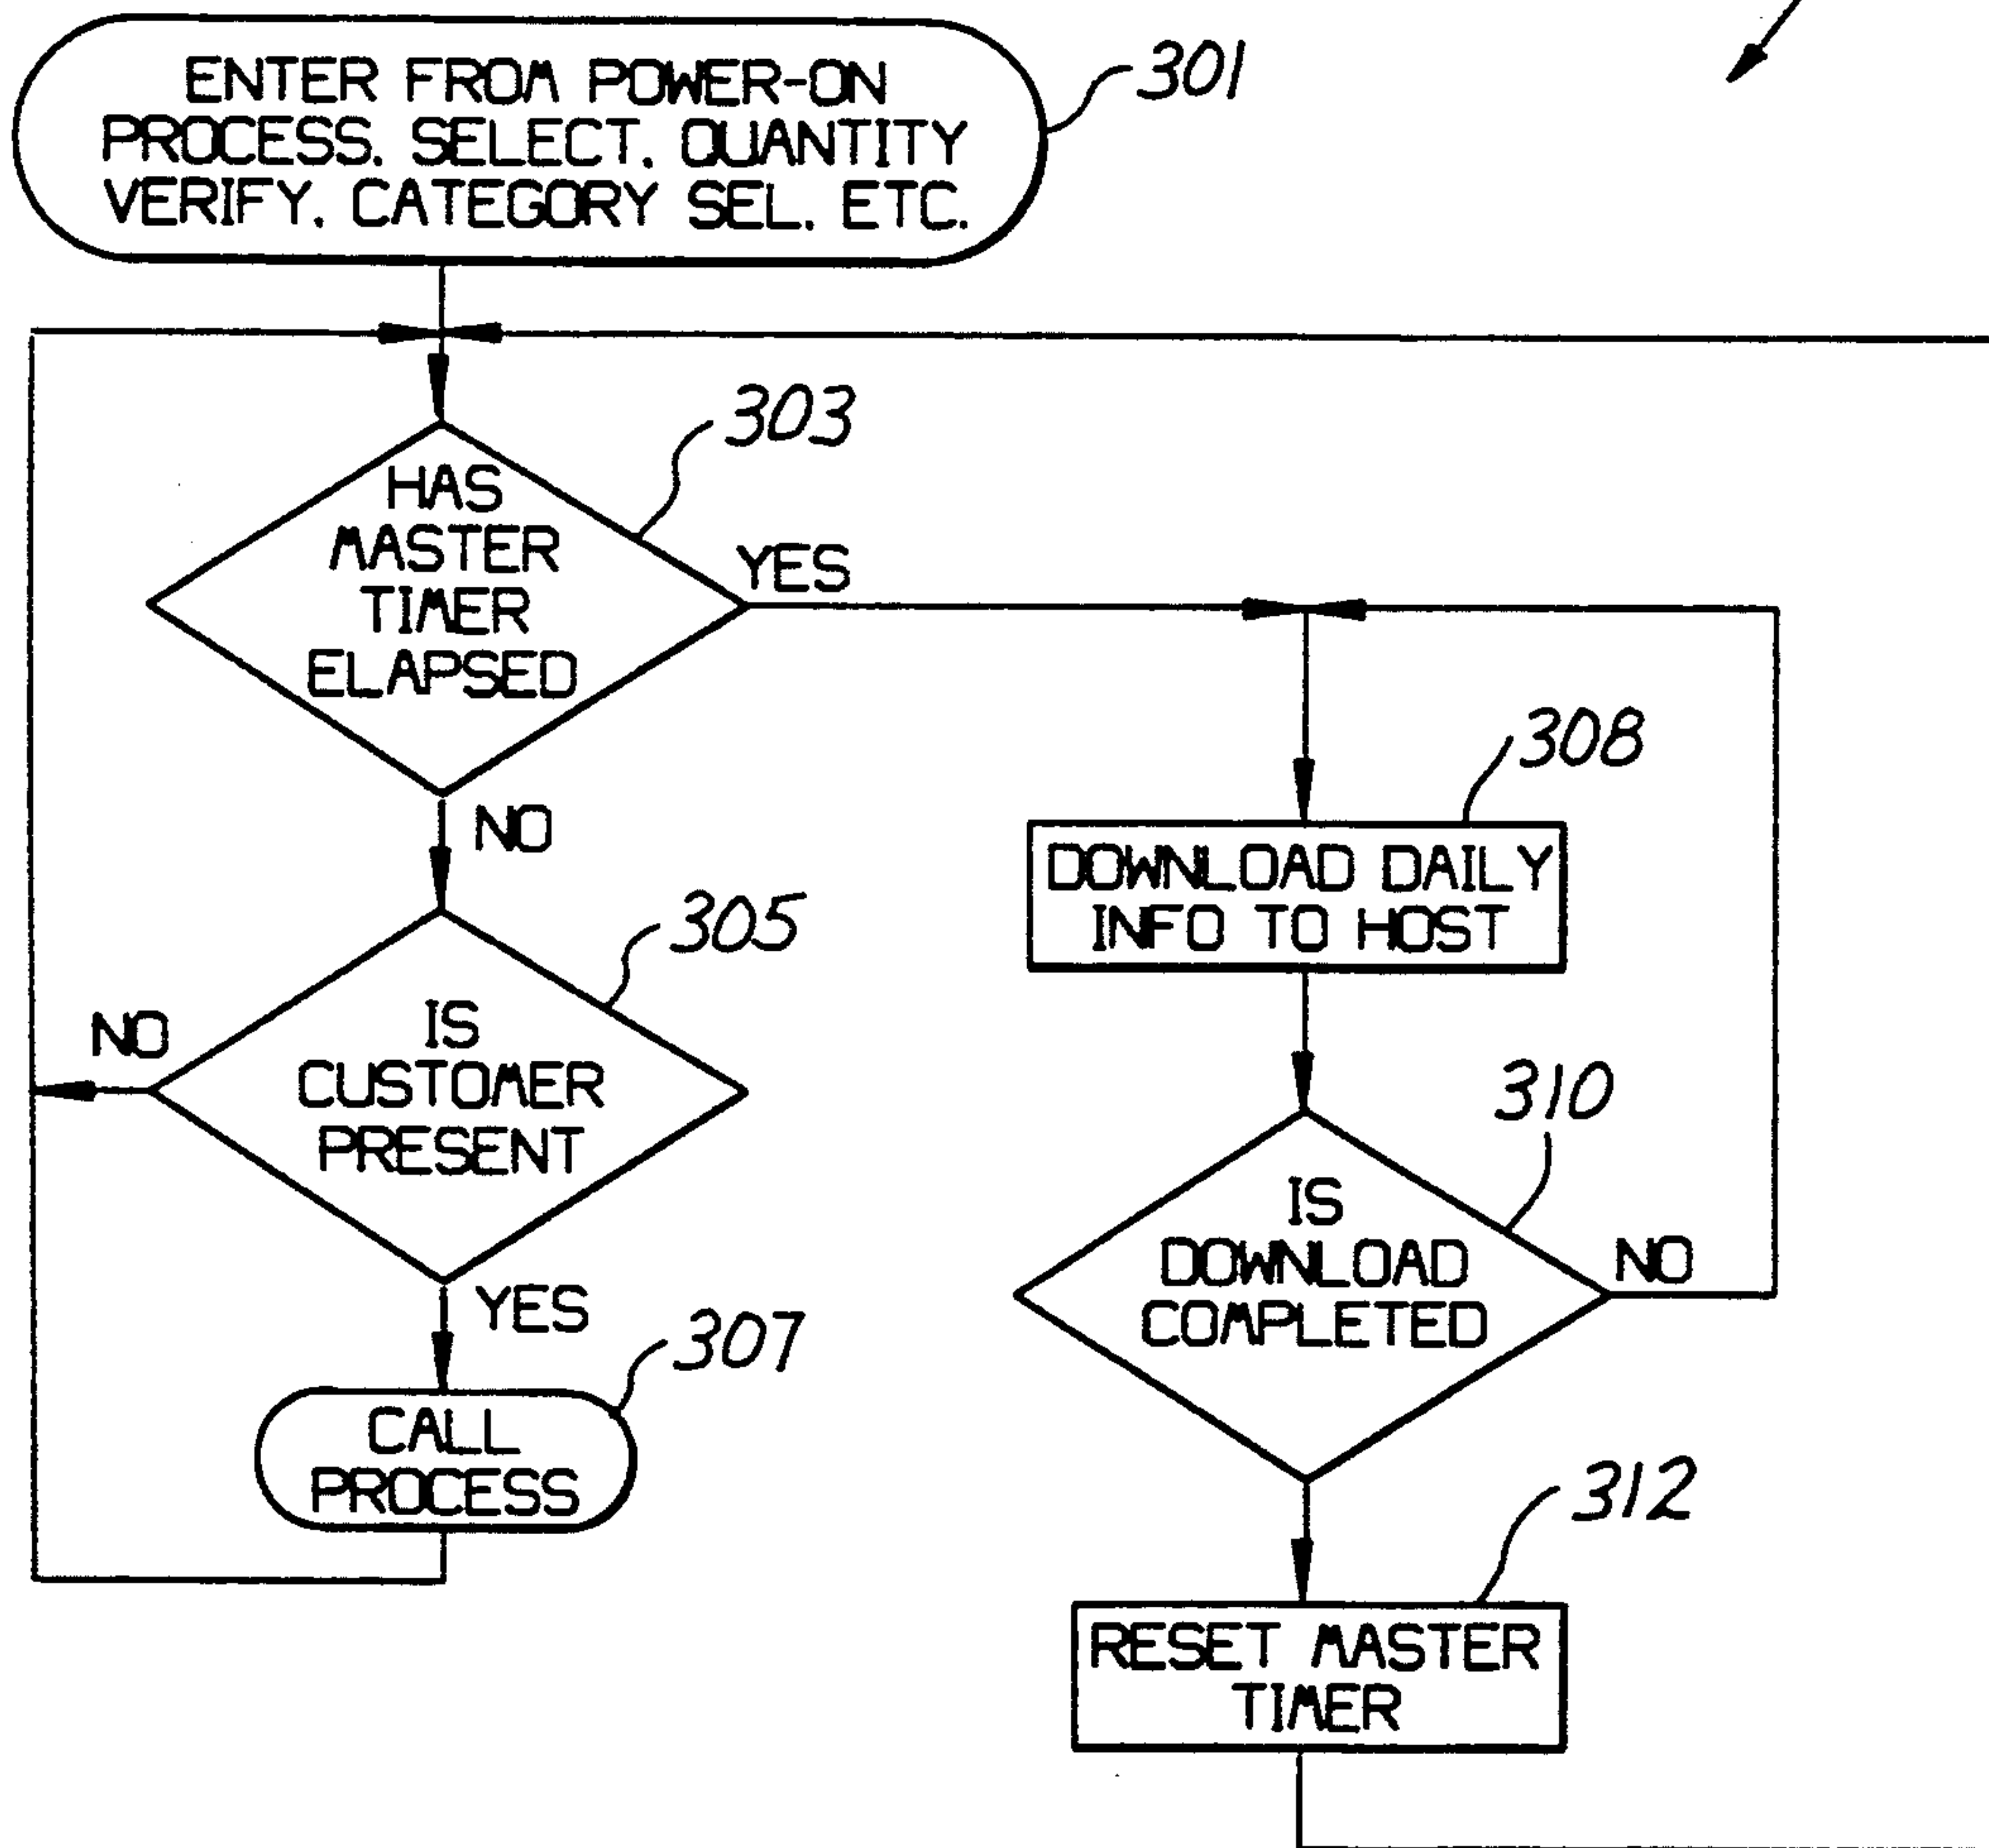 ENTER FROM POWER-ON
PROCESS, SELECT, QUANTITY
VERIFY, CATEGORY SEL. ETC.
301
HAS
MASTER
TIMER
ELAPSED
303
YES
NO
IS
CUSTOMER
PRESENT
305
NO
YES
CALL
PROCESS
307
308
DOWNLOAD DAILY
INFO TO HOST
310
IS
DOWNLOAD
COMPLETED
NO
312
RESET MASTER
TIMER